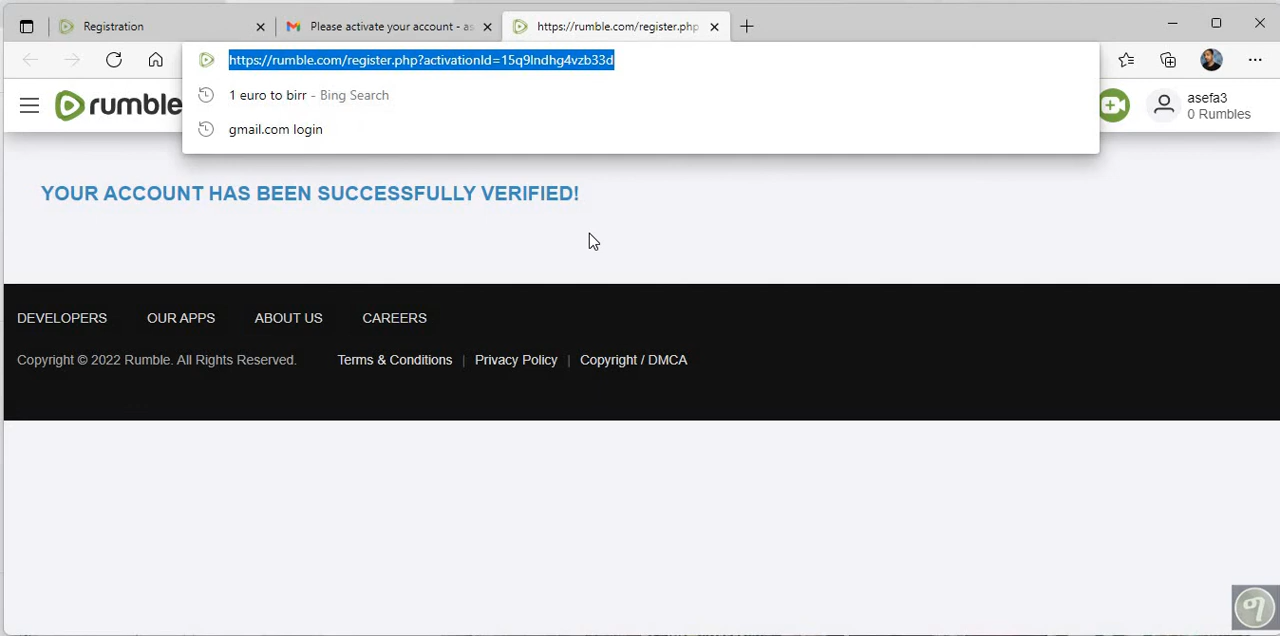 Registration
Please activate your account - as
https://rumble.com/register.php
https://rumble.com/register.php?activationId=15q9lndhg4vzb33d
1 euro to birr - Bing Search
gmail.com login
rumble
asefa3
0 Rumbles
YOUR ACCOUNT HAS BEEN SUCCESSFULLY VERIFIED!
DEVELOPERS OUR APPS ABOUT US CAREERS
Copyright © 2022 Rumble. All Rights Reserved. Terms & Conditions | Privacy Policy | Copyright / DMCA